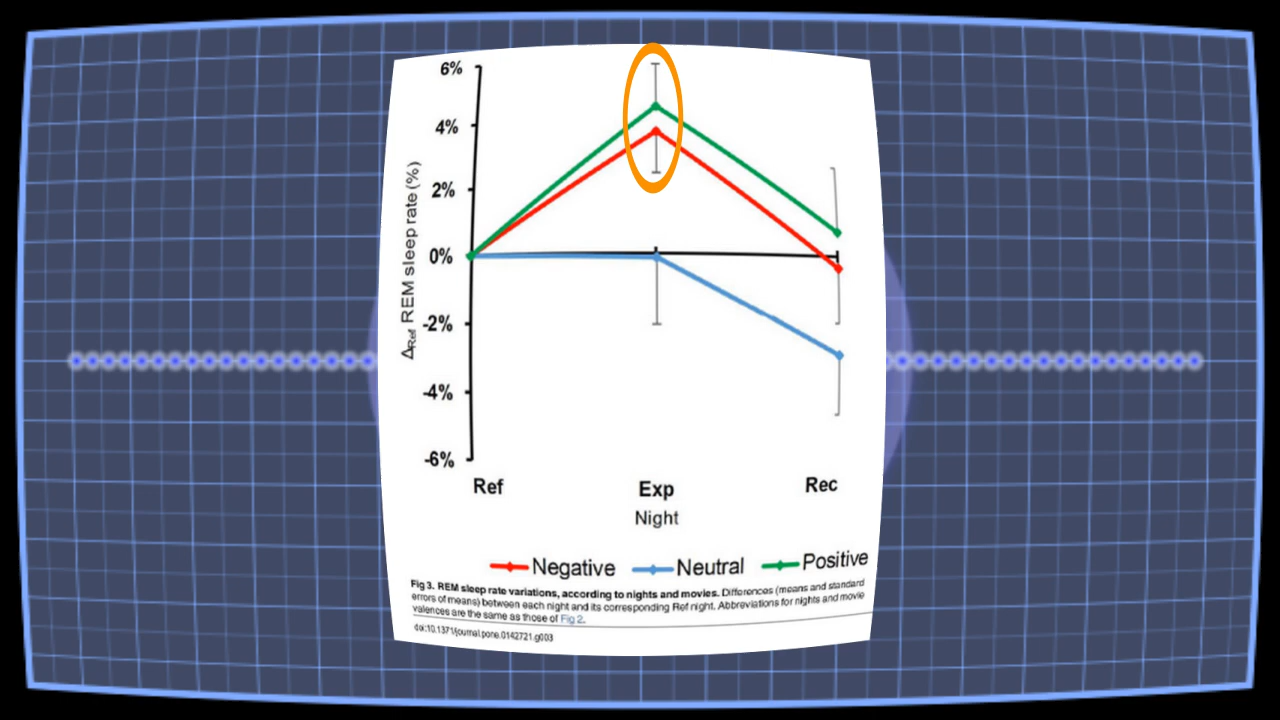 6%
4%
2%
0%
-2%
-4%
-6%
ΔRef REM sleep rate (%)
Ref Exp Rec
Night
Negative Neutral Positive
Fig 3. REM sleep rate variations, according to nights and movies. Differences (means and standard
errors of means) between each night and its corresponding Ref night. Abbreviations for nights and movie
valences are the same as those of Fig 2.
doi:10.1371/journal.pone.0142721.g003